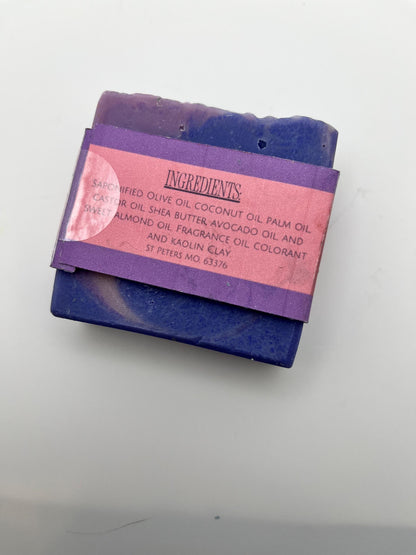 INGREDIENTS:
SAPONIFIED OLIVE OIL COCONUT OIL, PALM OIL,
CASTOR OIL SHEA BUTTER, AVOCADO OIL AND
SWEET ALMOND OIL FRAGRANCE OIL COLORANT
AND KAOLIN CLAY.
ST PETERS MO 63376